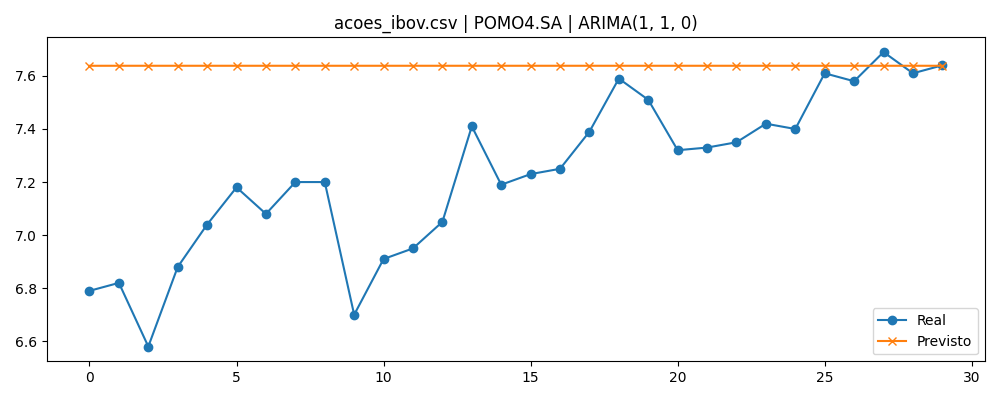 acoes_ibov.csv | POMO4.SA | ARIMA(1, 1, 0)
7.6
7.4
7.2
7.0
6.8
6.6
0 5 10 15 20 25 30
Real
Previsto